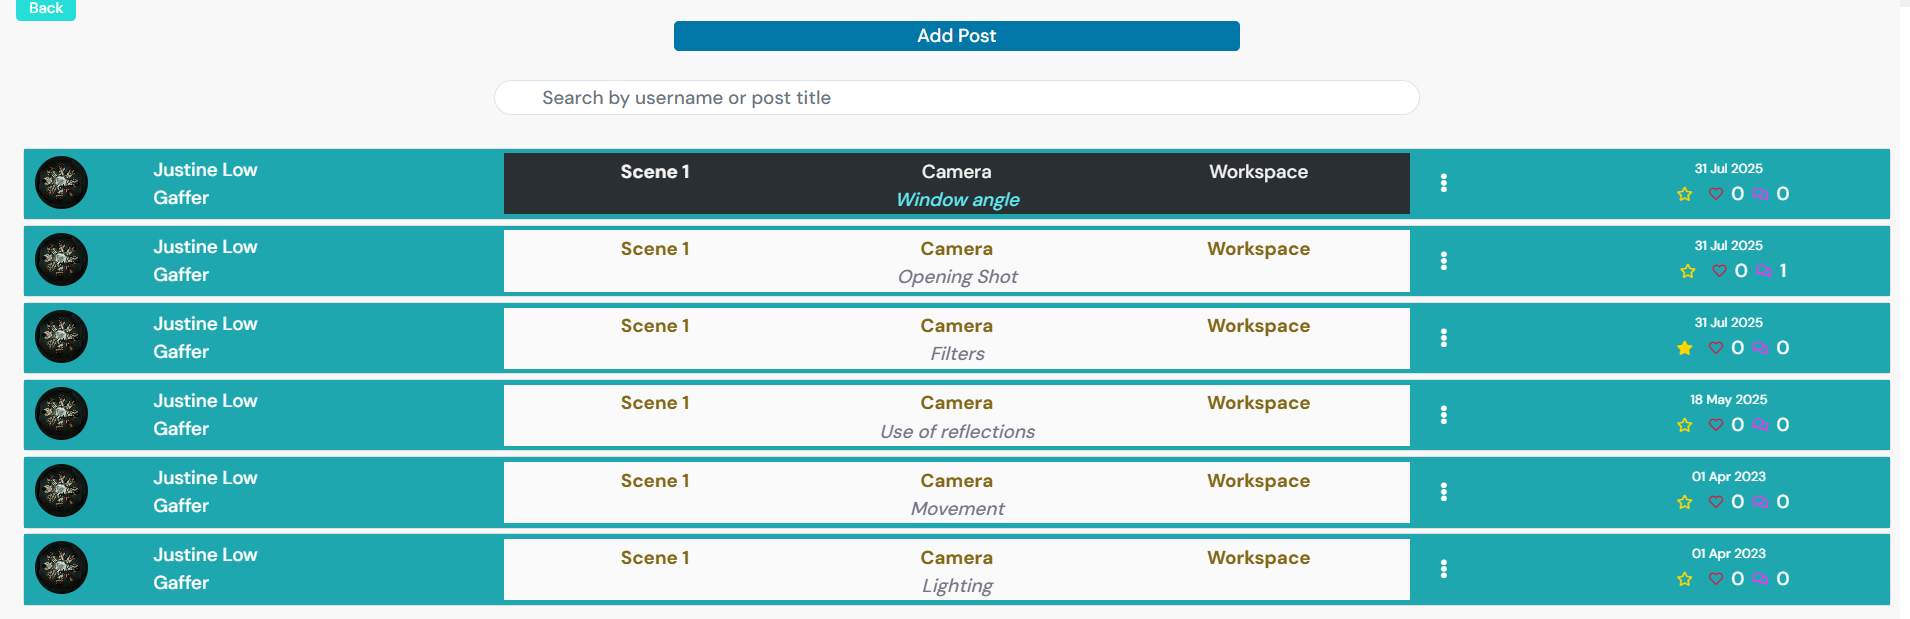 Back
Add Post
Search by username or post title
Justine Low Scene 1 Camera Workspace 31 Jul 2025
Gaffer Window angle 0 0
Justine Low Scene 1 Camera Workspace 31 Jul 2025
Gaffer Opening Shot 0 1
Justine Low Scene 1 Camera Workspace 31 Jul 2025
Gaffer Filters 0 0
Justine Low Scene 1 Camera Workspace 18 May 2025
Gaffer Use of reflections 0 0
Justine Low Scene 1 Camera Workspace 01 Apr 2023
Gaffer Movement 0 0
Justine Low Scene 1 Camera Workspace 01 Apr 2023
Gaffer Lighting 0 0